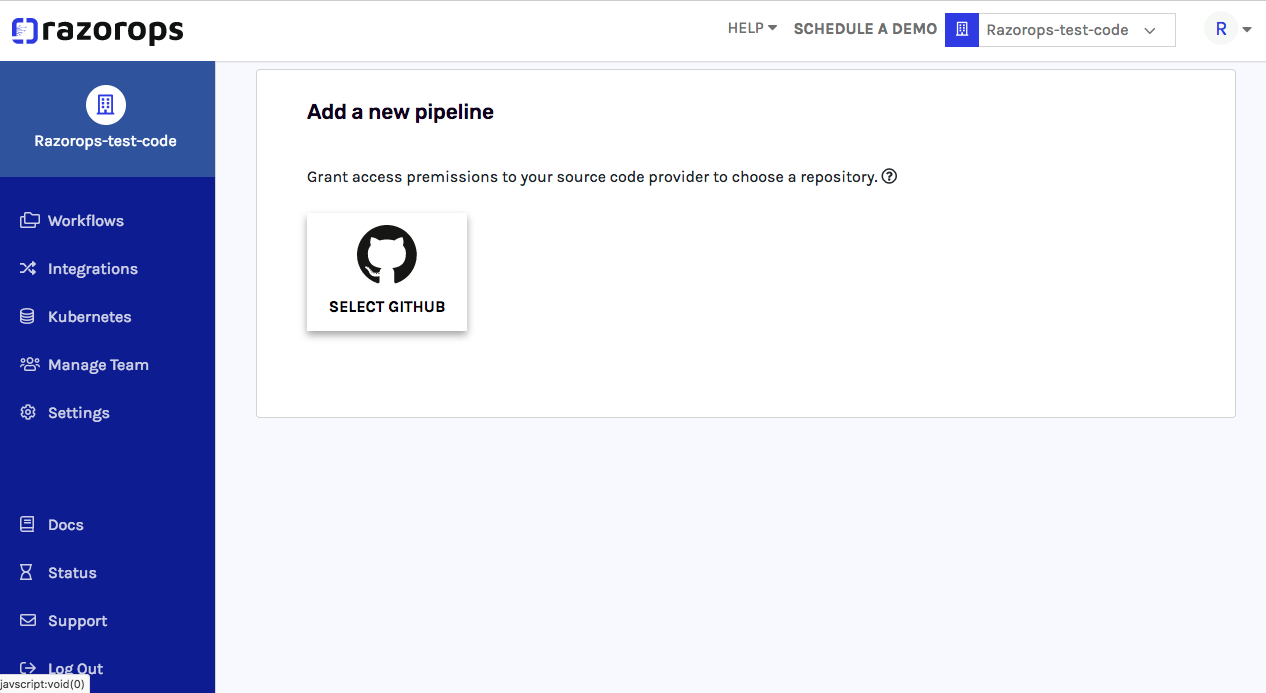 razorops
HELP
SCHEDULE A DEMO
Razorops-test-code
R
Razorops-test-code
Workflows
Integrations
Kubernetes
Manage Team
Settings
Docs
Status
Support
Log Out
javscript:void(0)
Add a new pipeline
Grant access premissions to your source code provider to choose a repository. ?
SELECT GITHUB